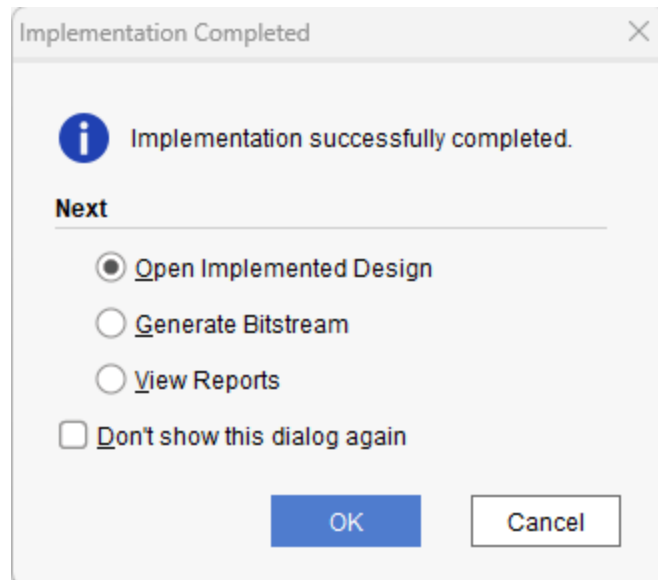 Implementation Completed
Implementation successfully completed.
Next
Open Implemented Design
Generate Bitstream
View Reports
Don't show this dialog again
OK
Cancel